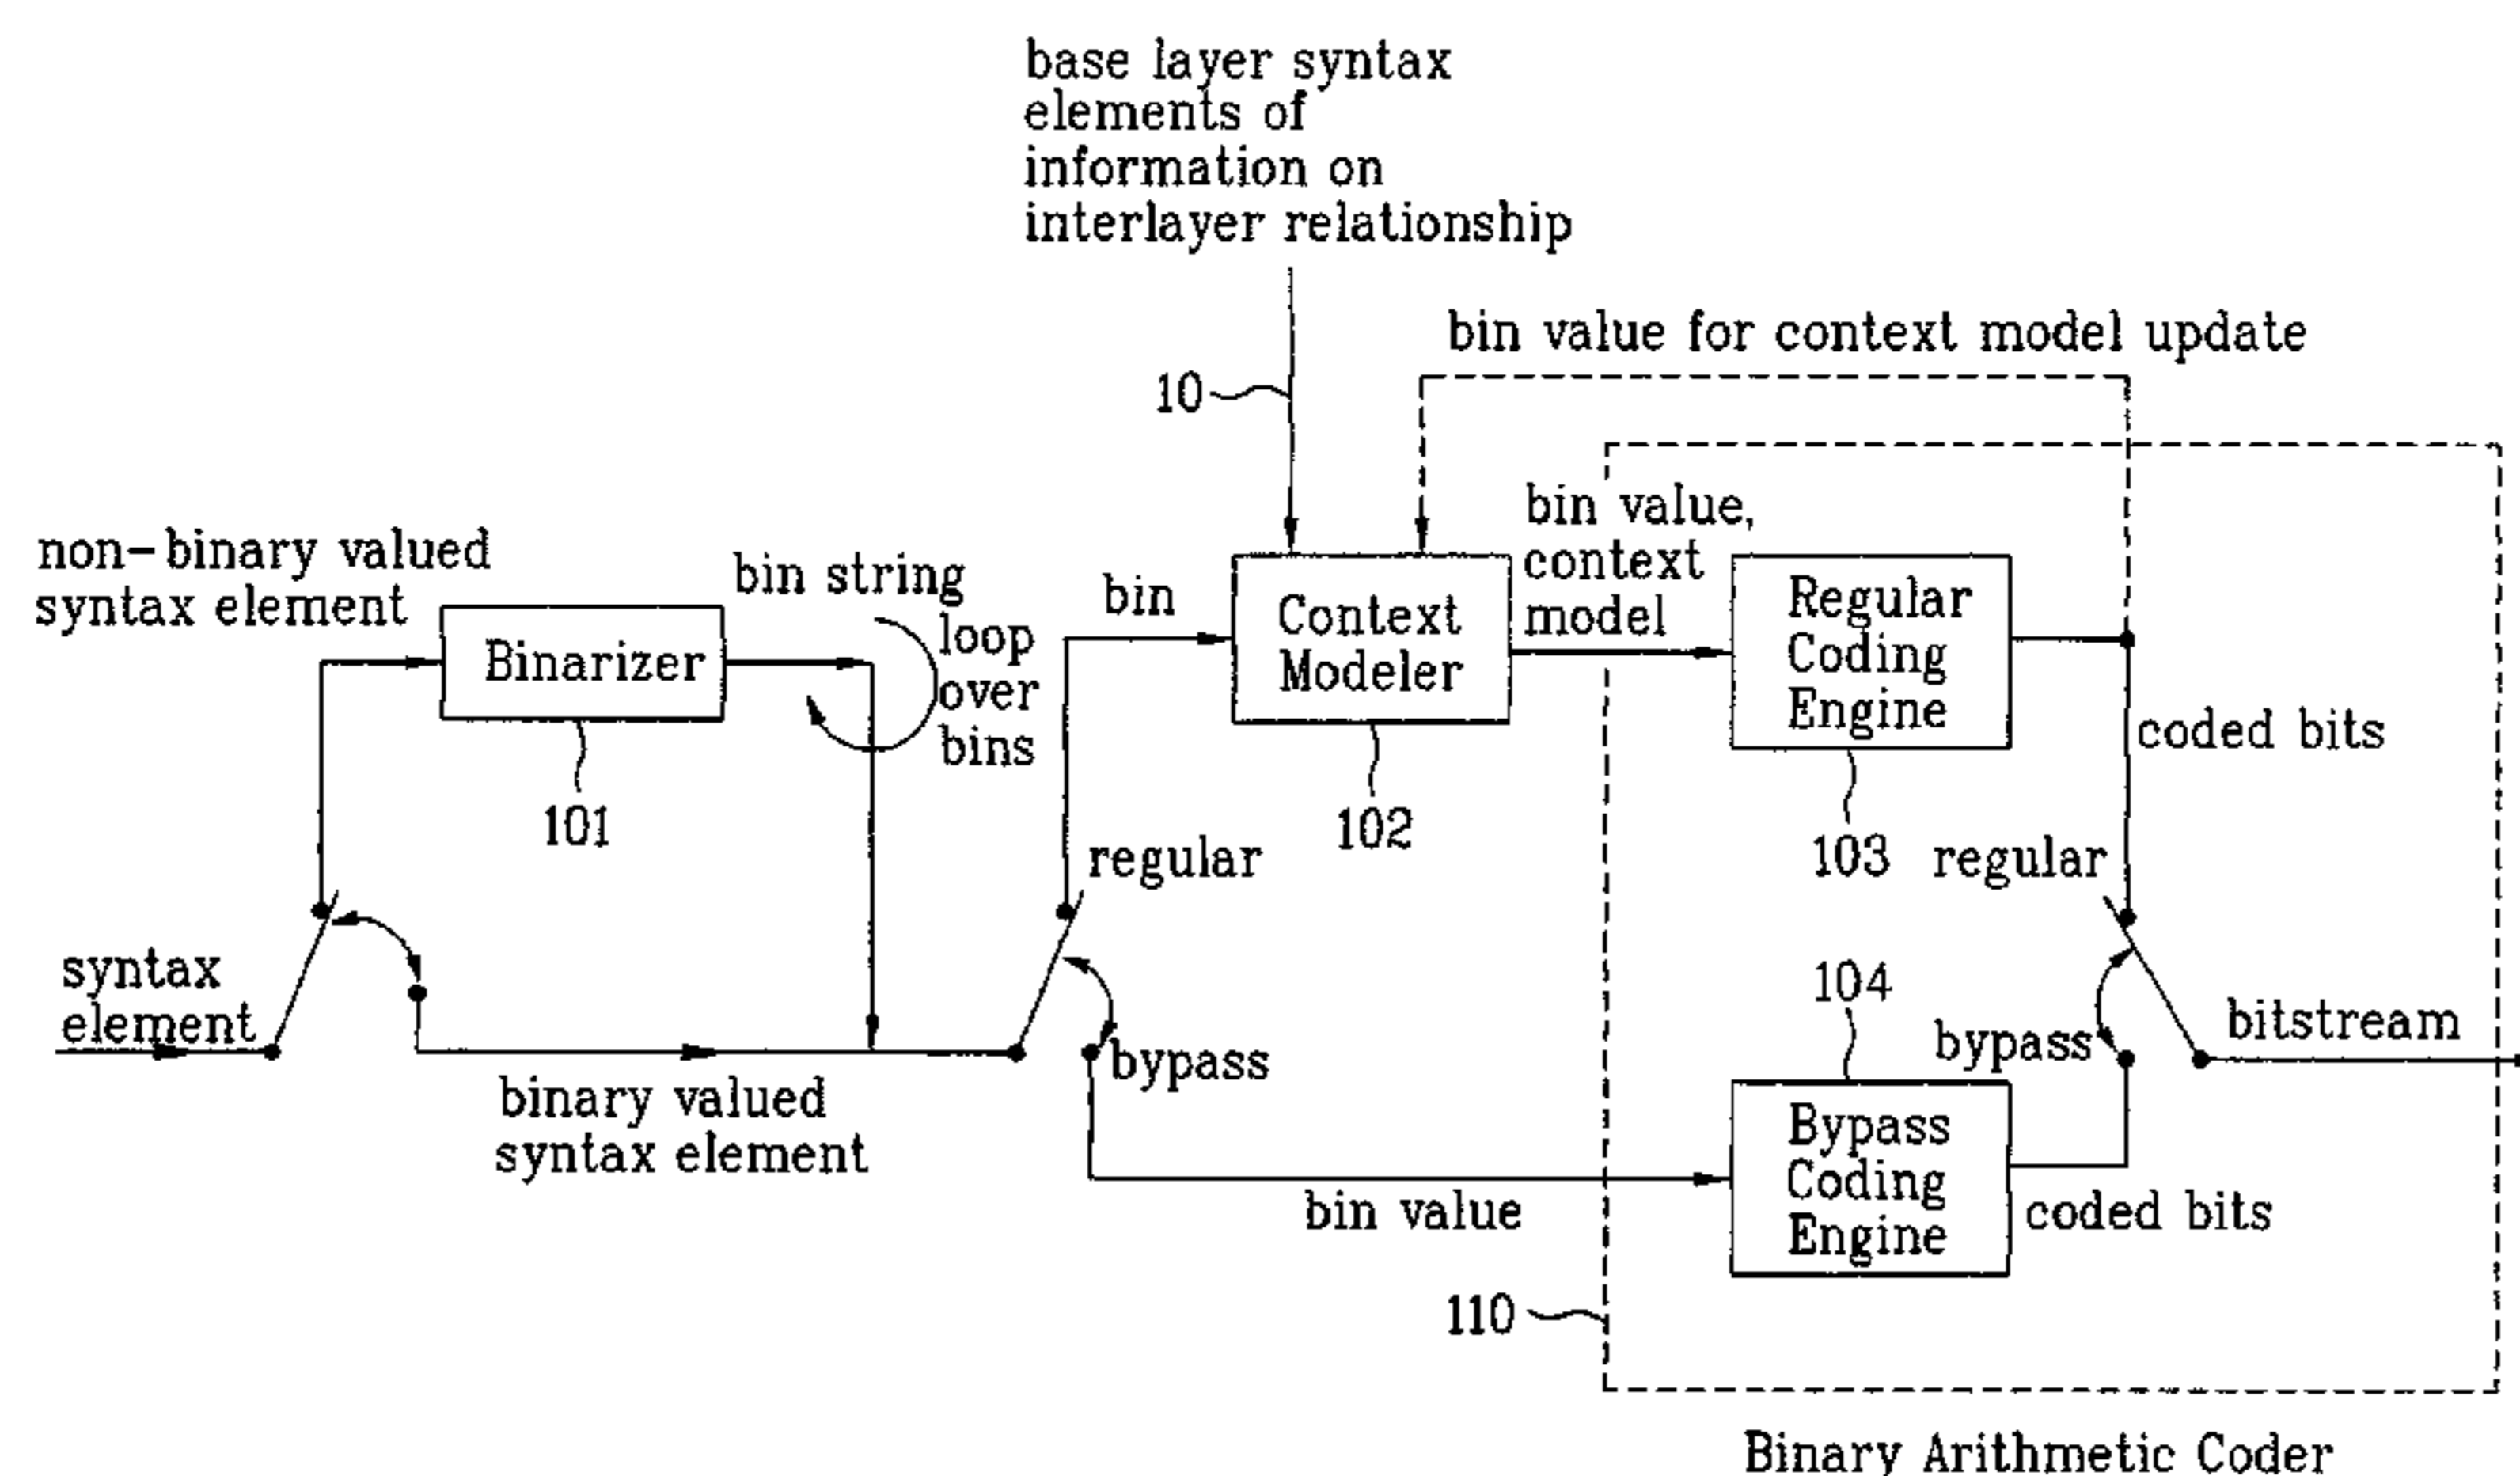 base layer syntax
elements of
information on
interlayer relationship
bin value for context model update
10
bin value,
context
model
non-binary valued
syntax element
bin string
loop
over
bins
bin
Binarizer
Context
Modeler
Regular
Coding
Engine
coded bits
101
102
103
regular
regular
syntax
element
104
bypass
bypass
bitstream
binary valued
syntax element
Bypass
Coding
Engine
bin value
coded bits
110
Binary Arithmetic Coder